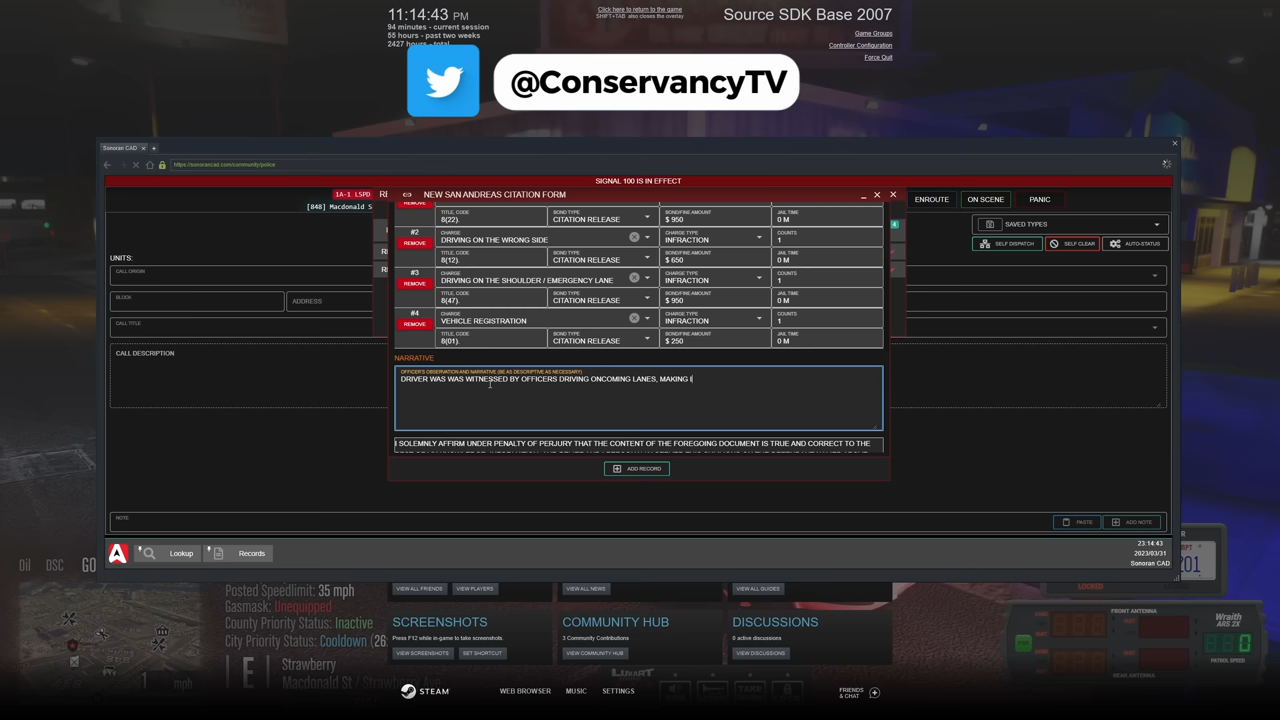 11:14:43 PM
94 minutes - current session
55 hours - past two weeks
2427 hours - total
Click here to return to the game
SHIFT+TAB also closes the overlay
Source SDK Base 2007
Game Groups
Controller Configuration
Force Quit
@ConservancyTV
Sonoran CAD
https://sonorancad.com/community/police
SIGNAL 100 IS IN EFFECT
1A-1 LSPD
[848] Macdonald S
NEW SAN ANDREAS CITATION FORM
ENROUTE
ON SCENE
PANIC
SAVED TYPES
SELF DISPATCH
SELF CLEAR
AUTO-STATUS
UNITS:
CALL ORIGIN
BLOCK
ADDRESS
CALL TITLE
CALL DESCRIPTION
REMOVE
TITLE, CODE
8(22).
BOND TYPE
CITATION RELEASE
BOND/FINE AMOUNT
$ 950
JAIL TIME
0 M
#2
REMOVE
CHARGE
DRIVING ON THE WRONG SIDE
CHARGE TYPE
INFRACTION
COUNTS
1
TITLE, CODE
8(12).
BOND TYPE
CITATION RELEASE
BOND/FINE AMOUNT
$ 650
JAIL TIME
0 M
#3
REMOVE
CHARGE
DRIVING ON THE SHOULDER / EMERGENCY LANE
CHARGE TYPE
INFRACTION
COUNTS
1
TITLE, CODE
8(47).
BOND TYPE
CITATION RELEASE
BOND/FINE AMOUNT
$ 950
JAIL TIME
0 M
#4
REMOVE
CHARGE
VEHICLE REGISTRATION
CHARGE TYPE
INFRACTION
COUNTS
1
TITLE, CODE
8(01).
BOND TYPE
CITATION RELEASE
BOND/FINE AMOUNT
$ 250
JAIL TIME
0 M
NARRATIVE
OFFICER'S OBSERVATION AND NARRATIVE (BE AS DESCRIPTIVE AS NECESSARY)
DRIVER WAS WAS WITNESSED BY OFFICERS DRIVING ONCOMING LANES, MAKING I
I SOLEMNLY AFFIRM UNDER PENALTY OF PERJURY THAT THE CONTENT OF THE FOREGOING DOCUMENT IS TRUE AND CORRECT TO THE
ADD RECORD
NOTE
PASTE
ADD NOTE
Lookup
Records
23:14:43
2023/03/31
Sonoran CAD
Oil
DSC
Posted Speedlimit: 35 mph
Gasmask: Unequipped
County Priority Status: Inactive
City Priority Status: Cooldown (26
| E |
Strawberry
Macdonald St / Strawberry Ave
mph
VIEW ALL FRIENDS
VIEW PLAYERS
VIEW ALL NEWS
VIEW ALL GUIDES
SCREENSHOTS
Press F12 while in-game to take screenshots.
VIEW SCREENSHOTS
SET SHORTCUT
COMMUNITY HUB
3 Community Contributions
VIEW COMMUNITY HUB
DISCUSSIONS
0 active discussions
VIEW DISCUSSIONS
STEAM
WEB BROWSER
MUSIC
SETTINGS
FRIENDS
& CHAT
201
LOCKED
FRONT ANTENNA
Wraith
ARS 2X
0
PATROL SPEED
REAR ANTENNA